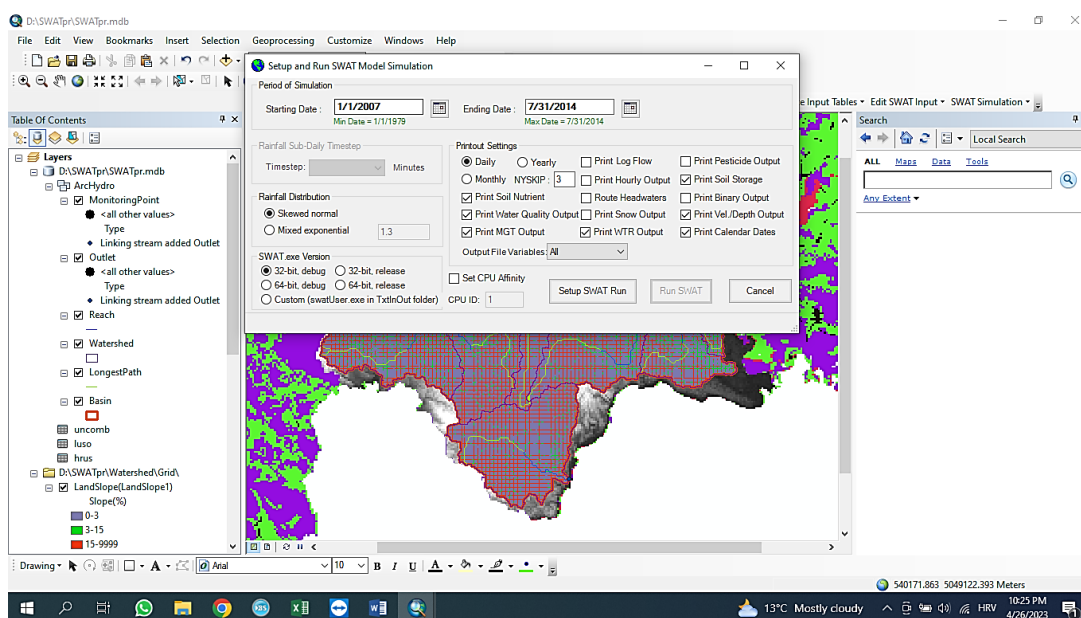 D:\SWATpr\SWATpr.mdb
File Edit View Bookmarks Insert Selection Geoprocessing Customize Windows Help
Setup and Run SWAT Model Simulation
Period of Simulation
Starting Date : 1/1/2007 Ending Date : 7/31/2014
Min Date = 1/1/1979 Max Date = 7/31/2014
Rainfall Sub-Daily Timestep
Timestep: Minutes
Rainfall Distribution
Skewed normal
Mixed exponential 1.3
SWAT.exe Version
32-bit, debug 32-bit, release
64-bit, debug 64-bit, release
Custom (swatUser.exe in TxtInOut folder)
Printout Settings
Daily Yearly Print Log Flow Print Pesticide Output
Monthly NYSKIP : 3 Print Hourly Output Print Soil Storage
Print Soil Nutrient Route Headwaters Print Binary Output
Print Water Quality Output Print Snow Output Print Vel./Depth Output
Print MGT Output Print WTR Output Print Calendar Dates
Output File Variables: All
Set CPU Affinity
CPU ID: 1
Setup SWAT Run Run SWAT Cancel
e Input Tables Edit SWAT Input SWAT Simulation
Table Of Contents
Layers
D:\SWATpr\SWATpr.mdb
ArcHydro
MonitoringPoint
<all other values>
Type
Linking stream added Outlet
Outlet
<all other values>
Type
Linking stream added Outlet
Reach
Watershed
LongestPath
Basin
uncomb
luso
hrus
D:\SWATpr\Watershed\Grid\
LandSlope(LandSlope1)
Slope(%)
0-3
3-15
15-9999
Search
Local Search
ALL Maps Data Tools
Any Extent
Drawing A Arial 10 B I U A
540171.863 5049122.393 Meters
13°C Mostly cloudy HRV 10:25 PM
4/26/2023